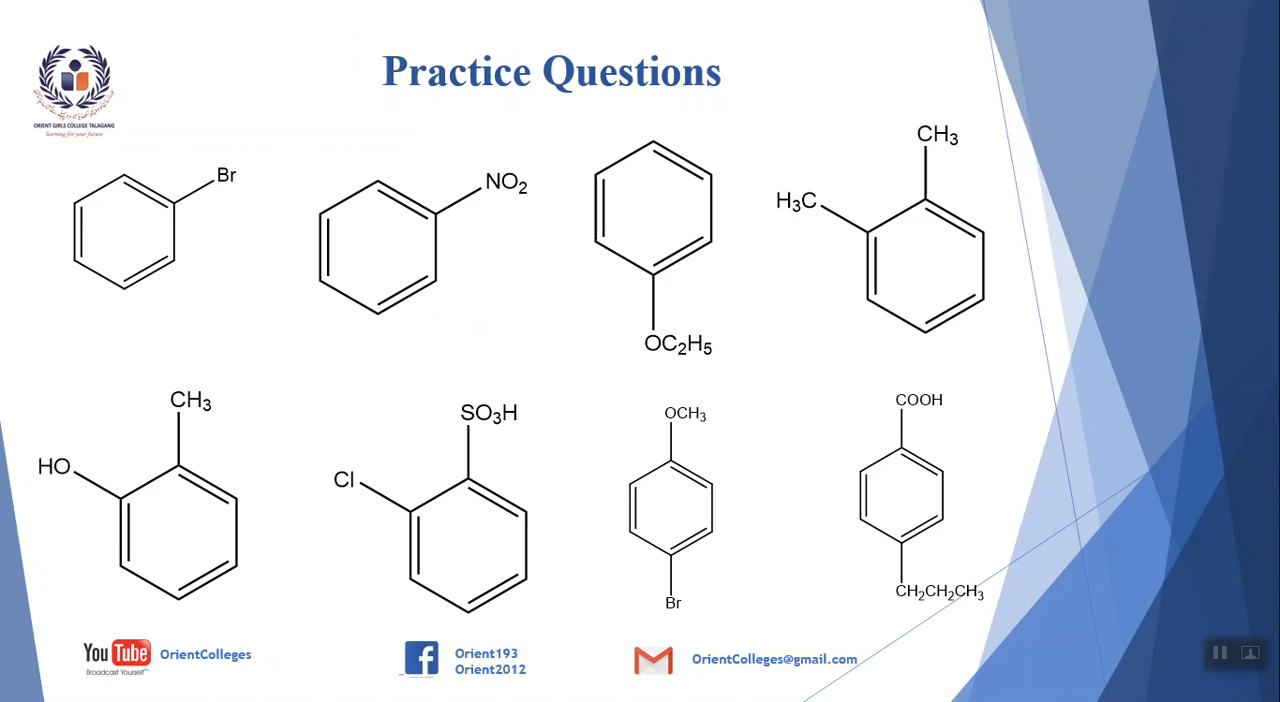 Practice Questions
ORIENT GIRLS COLLEGE TALAGANG
learning for your future
Br
NO₂
OC₂H₅
CH₃
H₃C
CH₃
HO
SO₃H
Cl
OCH₃
Br
COOH
CH₂CH₂CH₃
YouTube
Broadcast Yourself™
OrientColleges
f
Orient193
Orient2012
OrientColleges@gmail.com